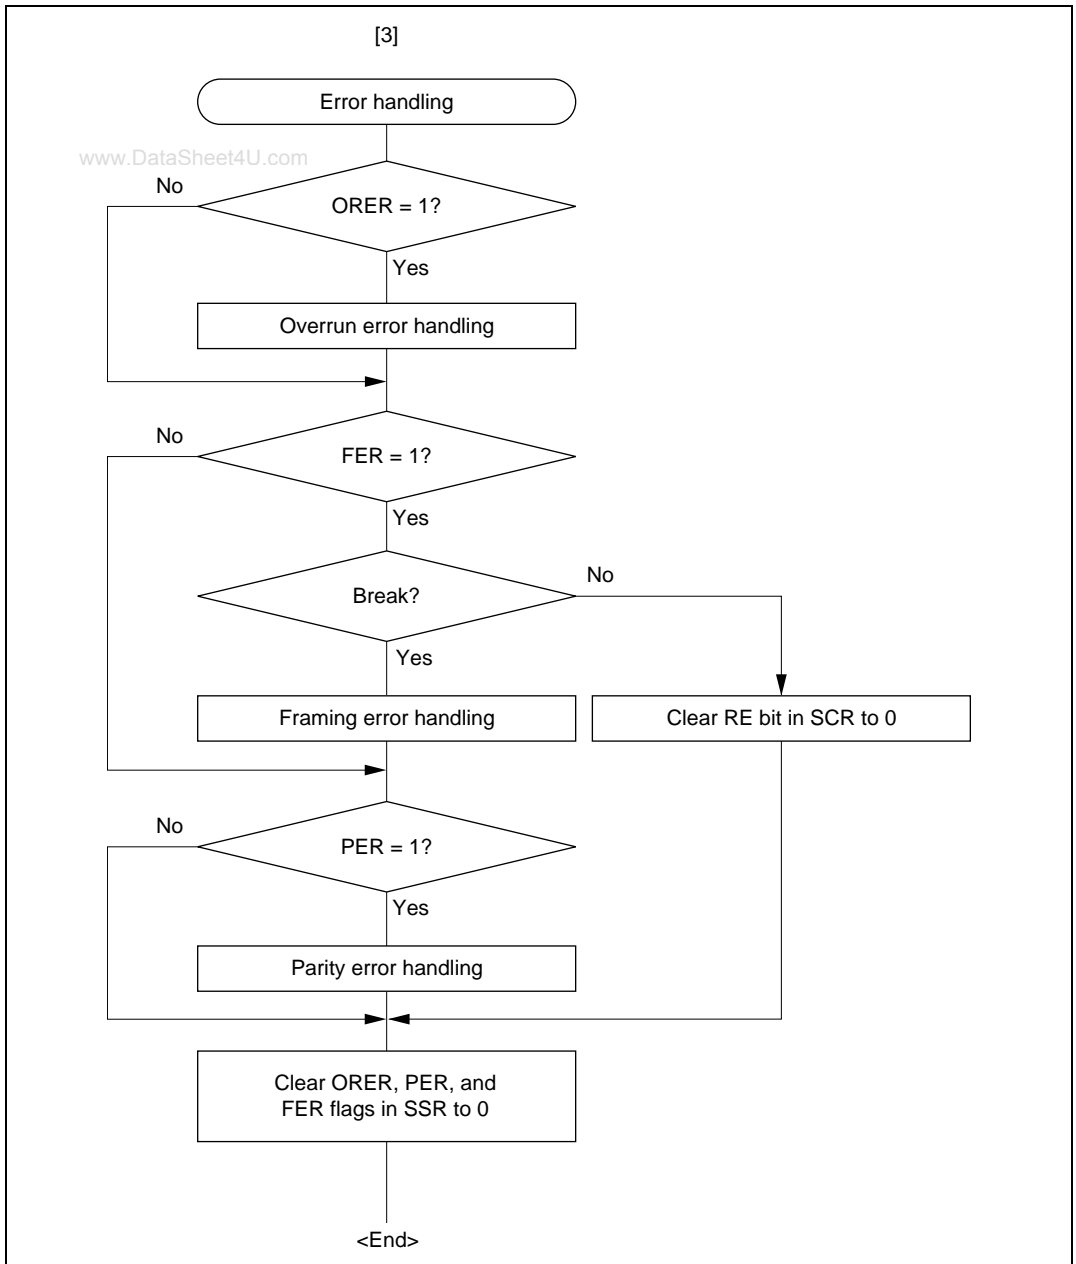 [3]
Error handling
www.DataSheet4U.com
No
ORER = 1?
Yes
Overrun error handling
No
FER = 1?
Yes
Break?
No
Yes
Framing error handling
Clear RE bit in SCR to 0
No
PER = 1?
Yes
Parity error handling
Clear ORER, PER, and
FER flags in SSR to 0
<End>